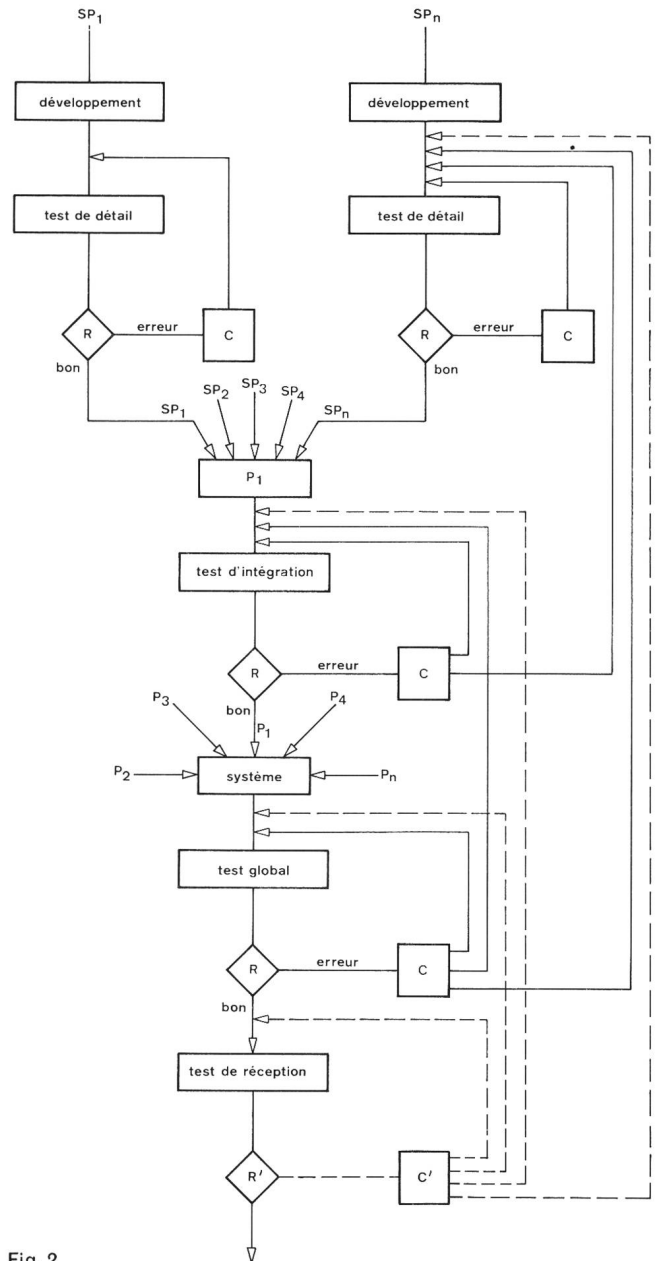 SP1 SPn
développement développement
test de détail test de détail
R erreur C R erreur C
bon bon
SP1 SP2 SP3 SP4 SPn
P1
test d'intégration
R erreur C
bon
P3 P1 P4
P2 système Pn
test global
R erreur C
bon
test de réception
R' C'
Fig. 2